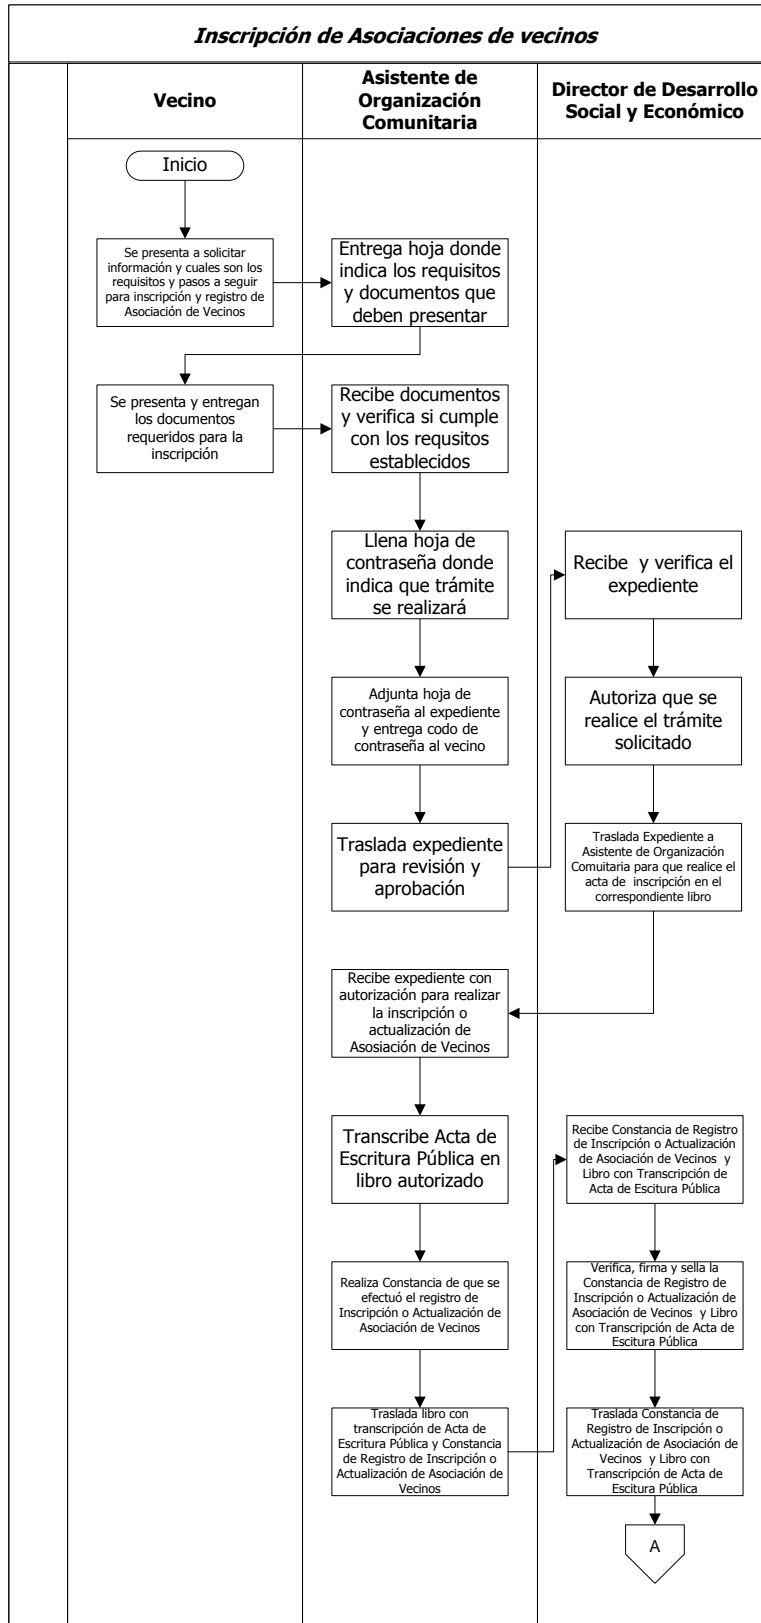 Inscripción de Asociaciones de vecinos
Vecino
Asistente de
Organización
Comunitaria
Director de Desarrollo
Social y Económico
Inicio
Se presenta a solicitar
información y cuales son los
requisitos y pasos a seguir
para inscripción y registro de
Asociación de Vecinos
Entrega hoja donde
indica los requisitos
y documentos que
deben presentar
Se presenta y entregan
los documentos
requeridos para la
inscripción
Recibe documentos
y verifica si cumple
con los requsitos
establecidos
Llena hoja de
contraseña donde
indica que trámite
se realizará
Recibe y verifica el
expediente
Adjunta hoja de
contraseña al expediente
y entrega codo de
contraseña al vecino
Autoriza que se
realice el trámite
solicitado
Traslada expediente
para revisión y
aprobación
Traslada Expediente a
Asistente de Organización
Comuitaria para que realice el
acta de inscripción en el
correspondiente libro
Recibe expediente con
autorización para realizar
la inscripción o
actualización de
Asosiación de Vecinos
Transcribe Acta de
Escritura Pública en
libro autorizado
Recibe Constancia de Registro
de Inscripción o Actualización
de Asociación de Vecinos y
Libro con Transcripción de
Acta de Escitura Pública
Realiza Constancia de que se
efectuó el registro de
Inscripción o Actualización de
Asociación de Vecinos
Verifica, firma y sella la
Constancia de Registro de
Inscripción o Actualización de
Asociación de Vecinos y Libro
con Transcripción de Acta de
Escitura Pública
Traslada libro con
transcripción de Acta de
Escritura Pública y Constancia
de Registro de Inscripción o
Actualización de Asociación de
Vecinos
Traslada Constancia de
Registro de Inscripción o
Actualización de Asociación de
Vecinos y Libro con
Transcripción de Acta de
Escitura Pública
A